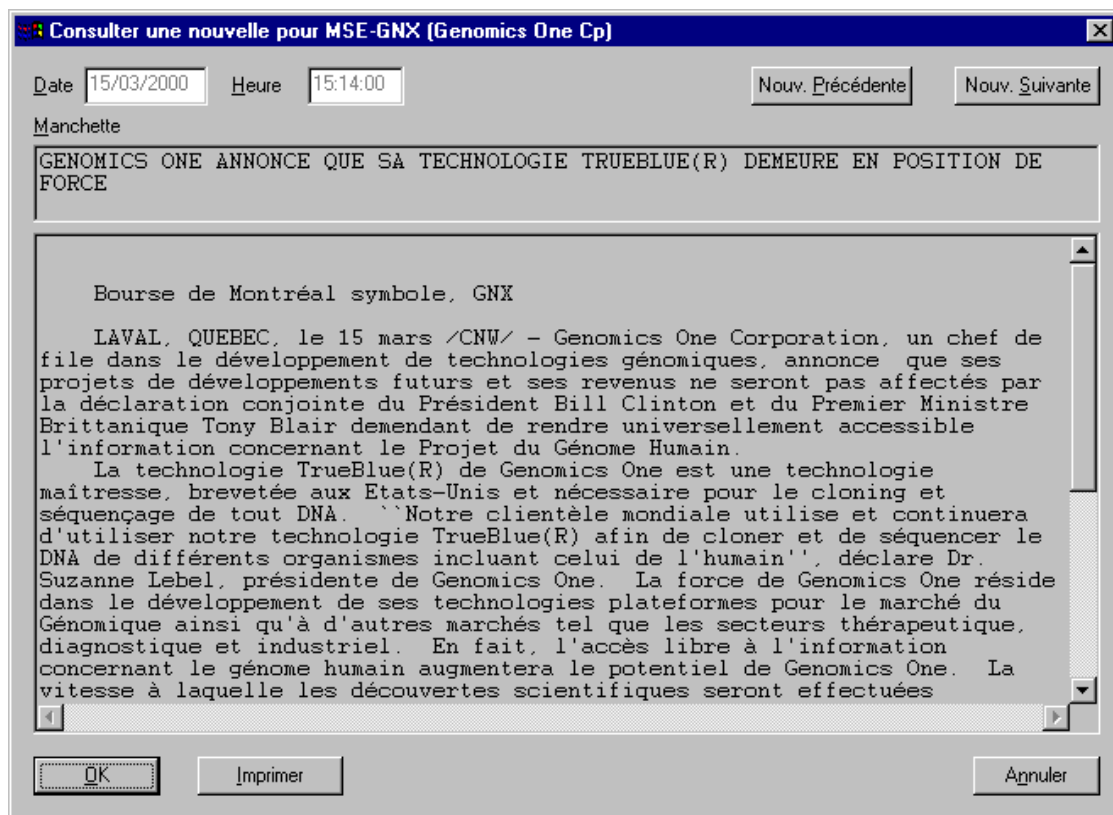 Consulter une nouvelle pour MSE-GNX (Genomics One Cp)
Date 15/03/2000 Heure 15:14:00 Nouv. Précédente Nouv. Suivante
Manchette
GENOMICS ONE ANNONCE QUE SA TECHNOLOGIE TRUEBLUE(R) DEMEURE EN POSITION DE
FORCE
Bourse de Montréal symbole, GNX
LAVAL, QUEBEC, le 15 mars /CNW/ - Genomics One Corporation, un chef de
file dans le développement de technologies génomiques, annonce que ses
projets de développements futurs et ses revenus ne seront pas affectés par
la déclaration conjointe du Président Bill Clinton et du Premier Ministre
Brittanique Tony Blair demendant de rendre universellement accessible
l'information concernant le Projet du Génome Humain.
La technologie TrueBlue(R) de Genomics One est une technologie
maîtresse, brevetée aux Etats-Unis et nécessaire pour le cloning et
séquençage de tout DNA. ``Notre clientèle mondiale utilise et continuera
d'utiliser notre technologie TrueBlue(R) afin de cloner et de séquencer le
DNA de différents organismes incluant celui de l'humain'', déclare Dr.
Suzanne Lebel, présidente de Genomics One. La force de Genomics One réside
dans le développement de ses technologies plateformes pour le marché du
Génomique ainsi qu'à d'autres marchés tel que les secteurs thérapeutique,
diagnostique et industriel. En fait, l'accès libre à l'information
concernant le génome humain augmentera le potentiel de Genomics One. La
vitesse à laquelle les découvertes scientifiques seront effectuées
OK Imprimer Annuler